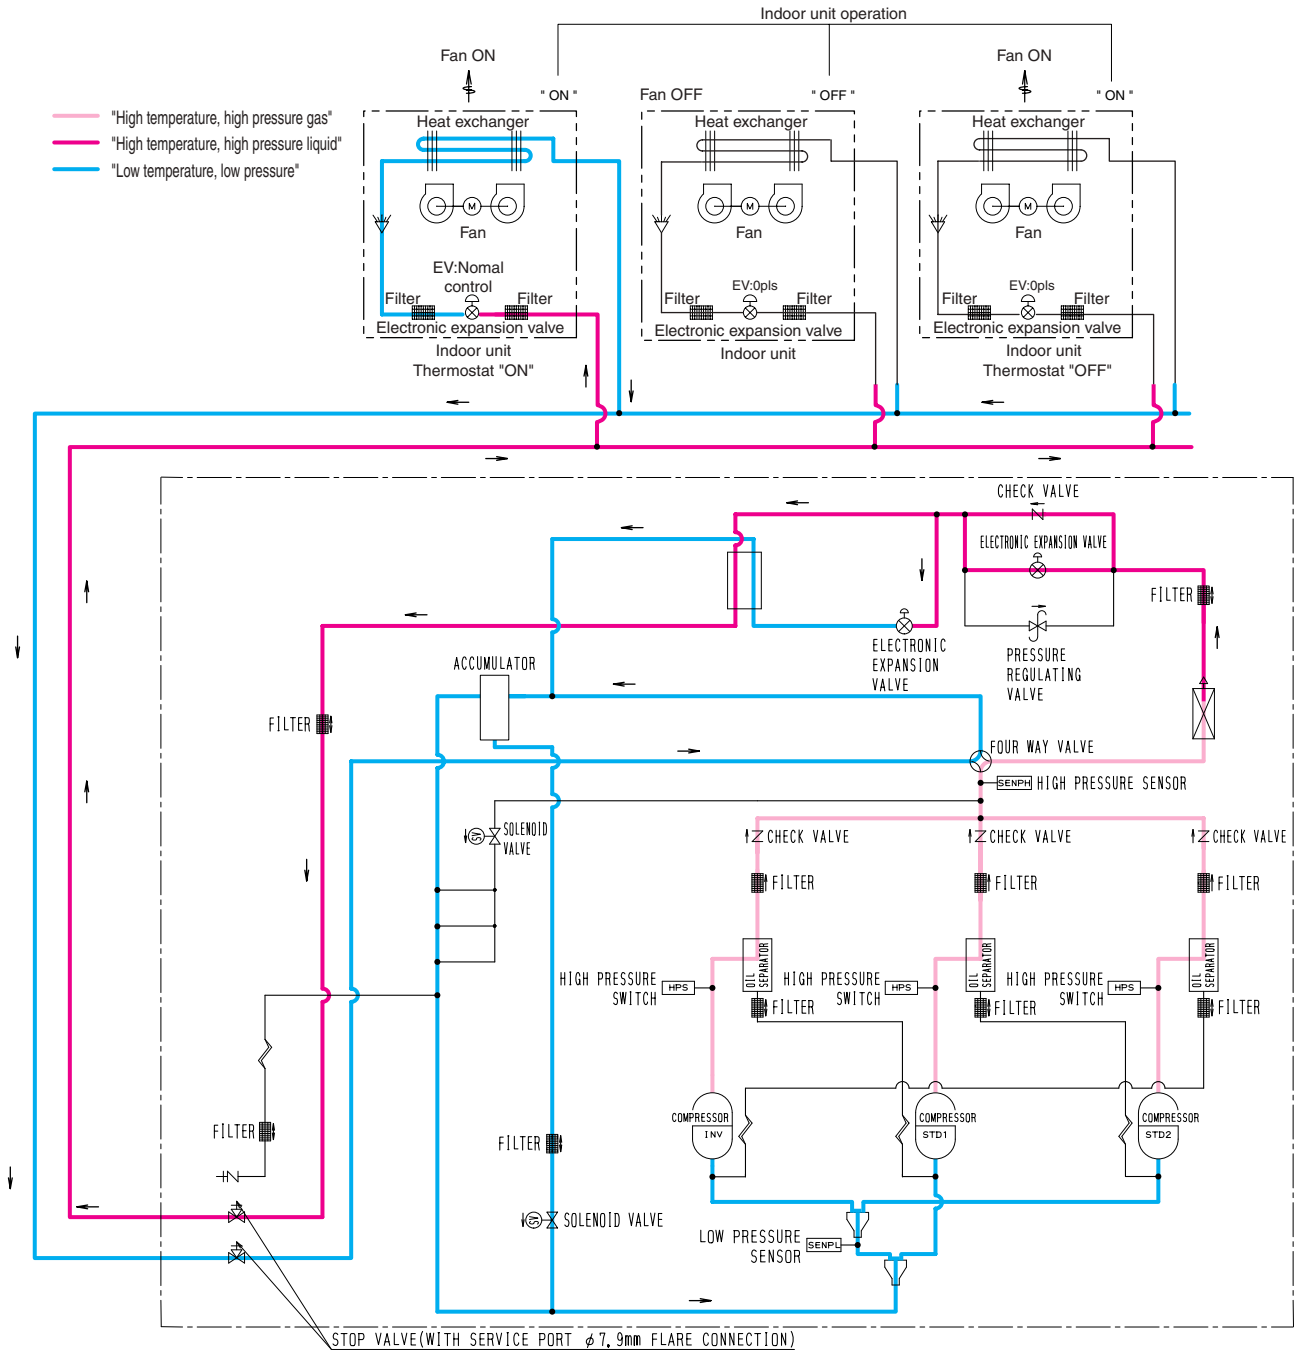 Indoor unit operation
Fan ON
Fan ON
" ON "
Fan OFF
" OFF "
" ON "
"High temperature, high pressure gas"
"High temperature, high pressure liquid"
"Low temperature, low pressure"
Heat exchanger
Heat exchanger
Heat exchanger
M
M
M
Fan
Fan
Fan
EV:Nomal
control
EV:0pls
EV:0pls
Filter
Filter
Filter
Filter
Filter
Filter
Electronic expansion valve
Electronic expansion valve
Electronic expansion valve
Indoor unit
Thermostat "ON"
Indoor unit
Indoor unit
Thermostat "OFF"
CHECK VALVE
ELECTRONIC EXPANSION VALVE
FILTER
ELECTRONIC
EXPANSION
VALVE
PRESSURE
REGULATING
VALVE
ACCUMULATOR
FILTER
FOUR WAY VALVE
SENPH
HIGH PRESSURE SENSOR
SV
SOLENOID
VALVE
CHECK VALVE
CHECK VALVE
CHECK VALVE
FILTER
FILTER
FILTER
OIL
SEPARATOR
OIL
SEPARATOR
OIL
SEPARATOR
HIGH PRESSURE
SWITCH
HPS
HIGH PRESSURE
SWITCH
HPS
HIGH PRESSURE
SWITCH
HPS
FILTER
FILTER
FILTER
COMPRESSOR
INV
COMPRESSOR
STD1
COMPRESSOR
STD2
FILTER
FILTER
SV
SOLENOID VALVE
LOW PRESSURE
SENSOR
SENPL
STOP VALVE(WITH SERVICE PORT φ7.9mm FLARE CONNECTION)